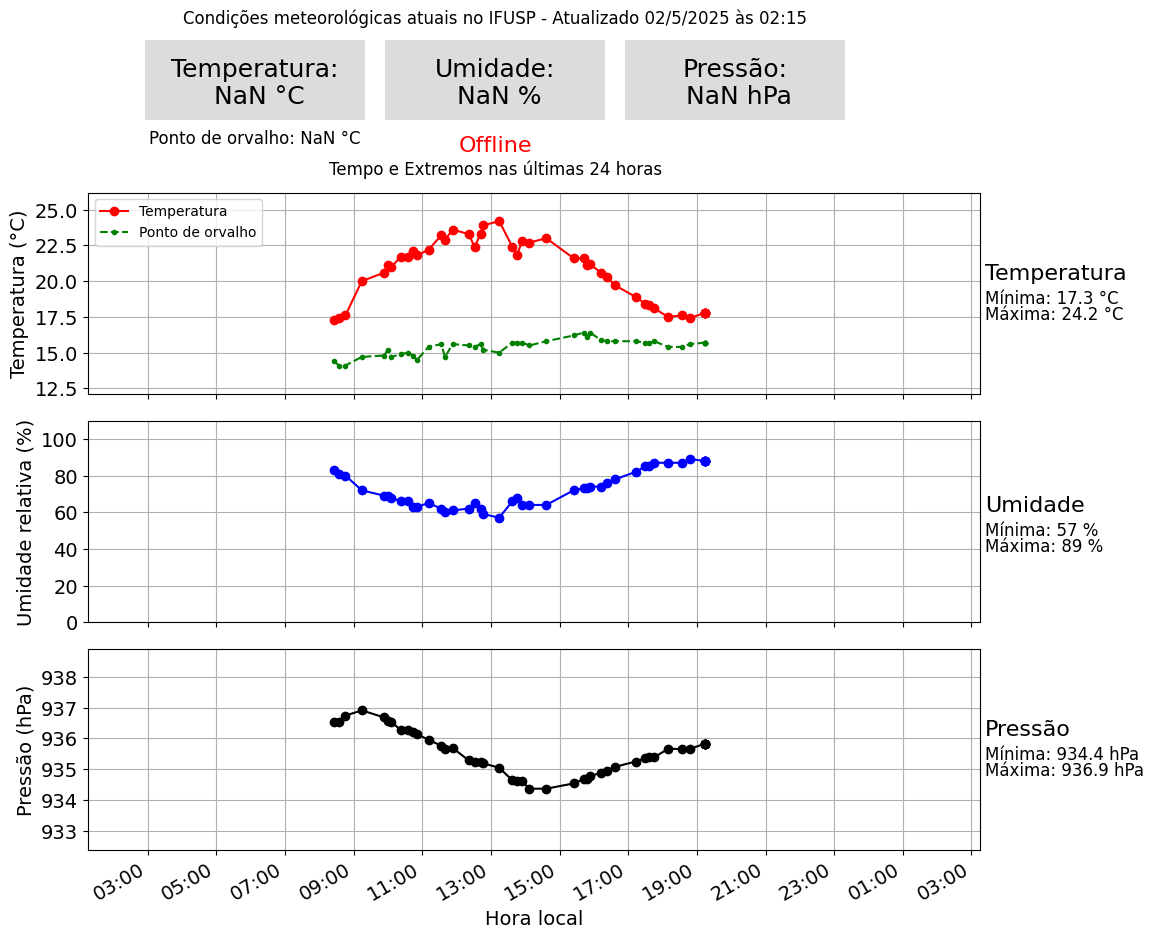 Condições meteorológicas atuais no IFUSP - Atualizado 02/5/2025 às 02:15
Temperatura:
NaN °C
Umidade:
NaN %
Pressão:
NaN hPa
Ponto de orvalho: NaN °C
Offline
Tempo e Extremos nas últimas 24 horas
Temperatura (°C)
25.0
22.5
20.0
17.5
15.0
12.5
Temperatura
Ponto de orvalho
Temperatura
Mínima: 17.3 °C
Máxima: 24.2 °C
Umidade relativa (%)
100
80
60
40
20
0
Umidade
Mínima: 57 %
Máxima: 89 %
Pressão (hPa)
938
937
936
935
934
933
Pressão
Mínima: 934.4 hPa
Máxima: 936.9 hPa
03:00
05:00
07:00
09:00
11:00
13:00
15:00
17:00
19:00
21:00
23:00
01:00
03:00
Hora local